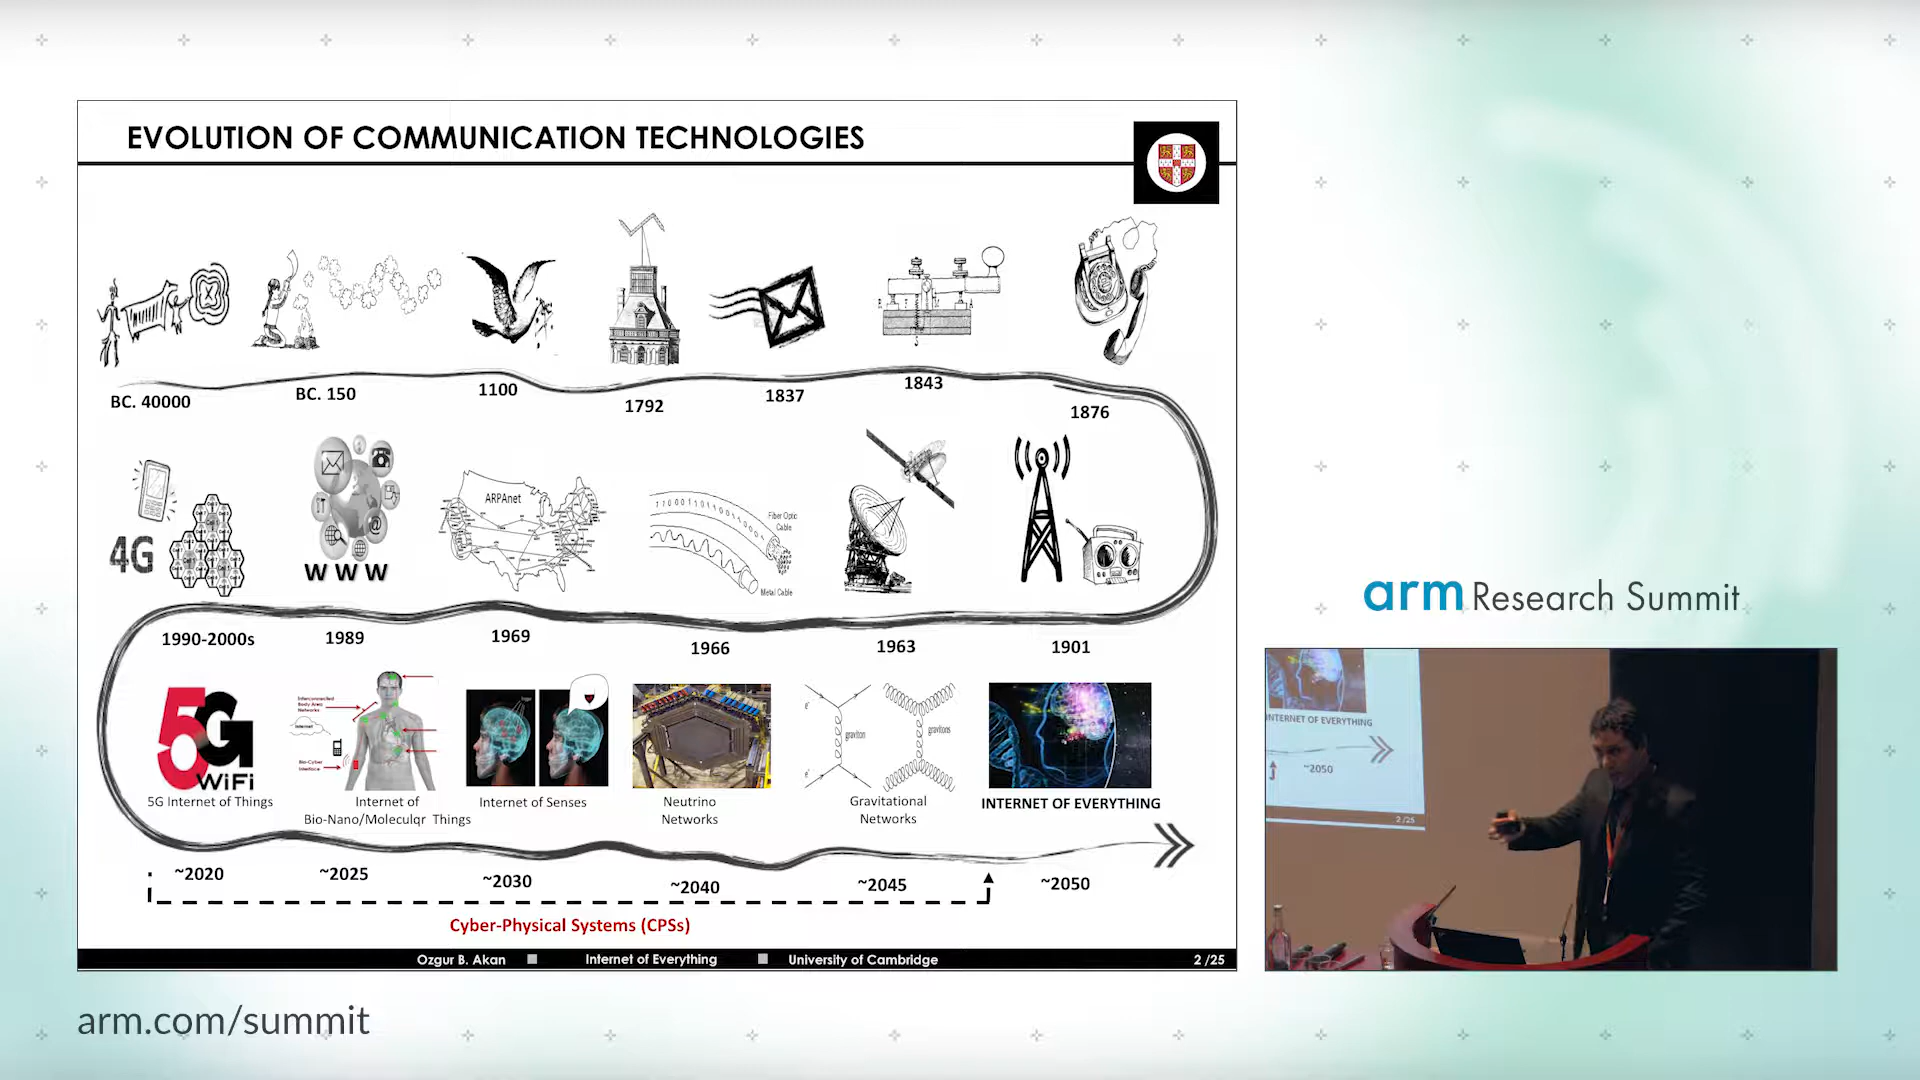 EVOLUTION OF COMMUNICATION TECHNOLOGIES
BC. 40000
BC. 150
1100
1792
1837
1843
1876
4G
WWW
ARPAnet
Fiber Optic
Cable
Metal Cable
1990-2000s
1989
1969
1966
1963
1901
5G
WiFi
5G Internet of Things
Interconnected
Body Area
Networks
Internet
Bio-Cyber
Interface
Internet of
Bio-Nano/Moleculqr Things
Internet of Senses
Neutrino
Networks
graviton
gravitons
Gravitational
Networks
INTERNET OF EVERYTHING
~2020
~2025
~2030
~2040
~2045
~2050
Cyber-Physical Systems (CPSs)
Ozgur B. Akan
Internet of Everything
University of Cambridge
2 /25
arm Research Summit
INTERNET OF EVERYTHING
~2050
2 /25
arm.com/summit